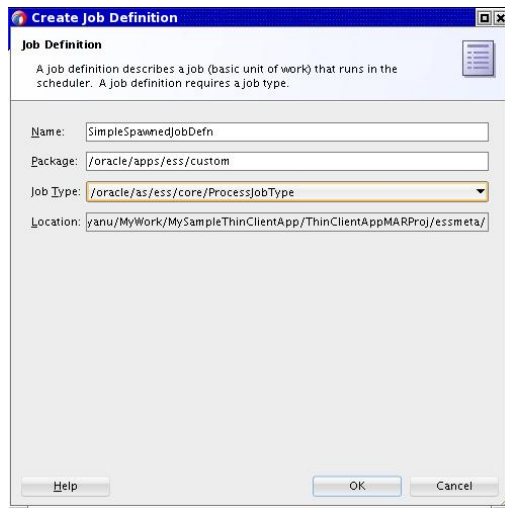 Create Job Definition
Job Definition
A job definition describes a job (basic unit of work) that runs in the
scheduler. A job definition requires a job type.
Name: SimpleSpawnedJobDefn
Package: /oracle/apps/ess/custom
Job Type: /oracle/as/ess/core/ProcessJobType
Location: yanu/MyWork/MySampleThinClientApp/ThinClientAppMARProj/essmeta/
Help OK Cancel